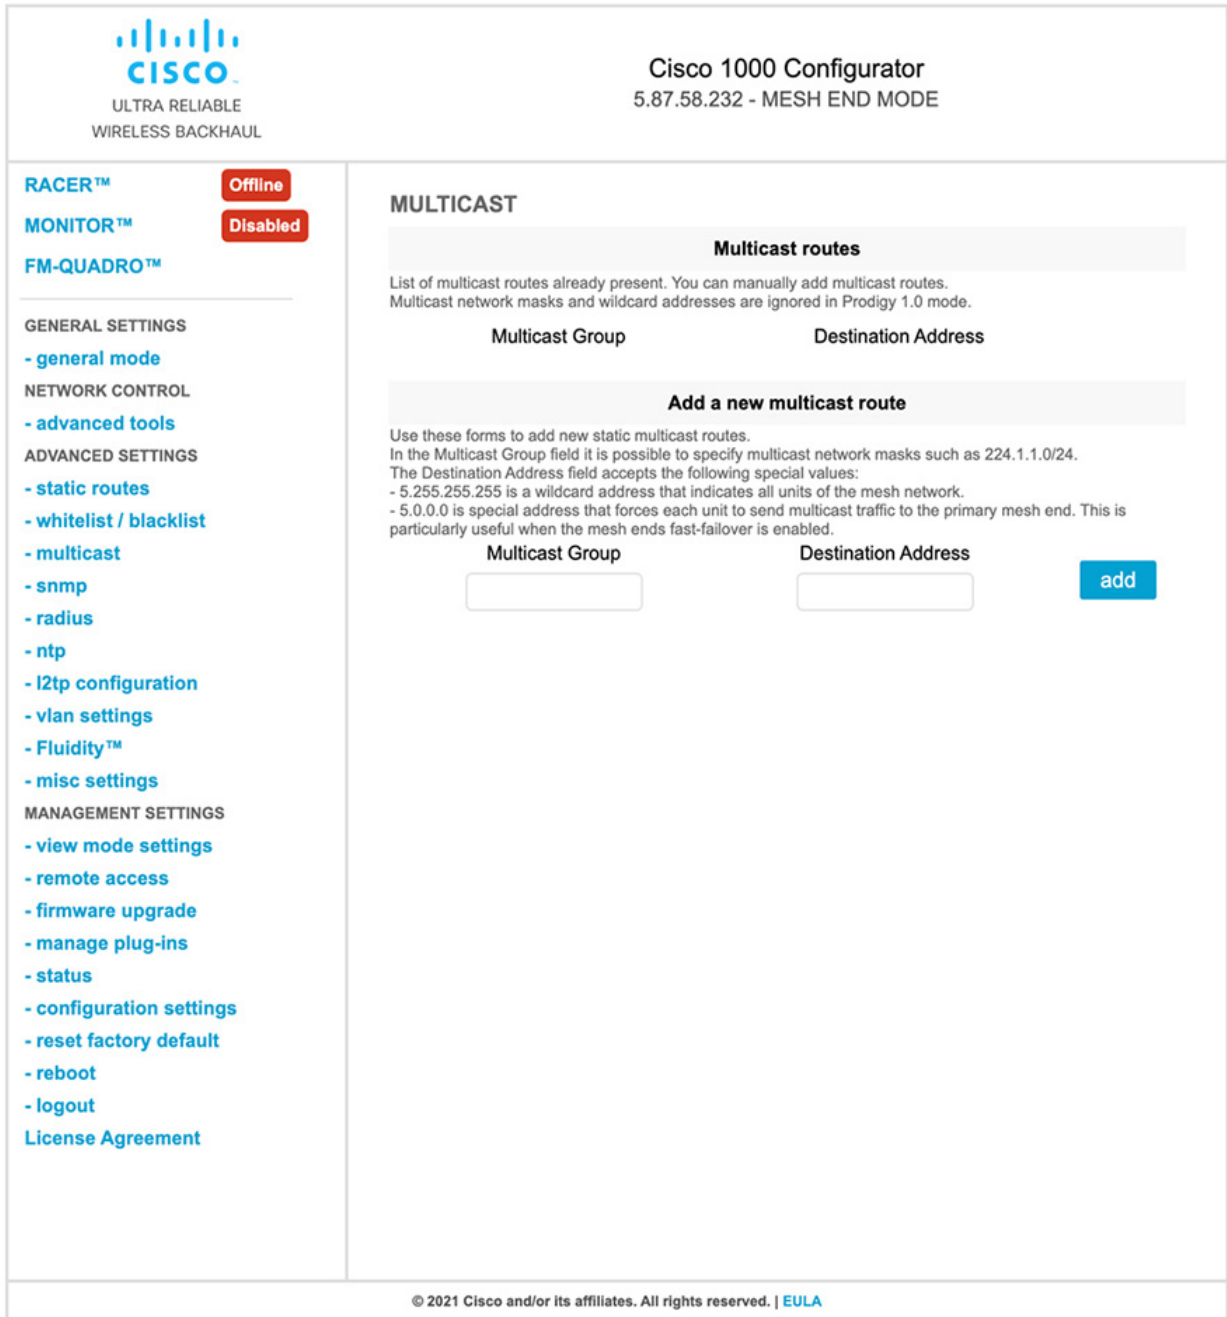 CISCO
ULTRA RELIABLE
WIRELESS BACKHAUL
Cisco 1000 Configurator
5.87.58.232 - MESH END MODE
RACER™ Offline
MONITOR™ Disabled
FM-QUADRO™
GENERAL SETTINGS
- general mode
NETWORK CONTROL
- advanced tools
ADVANCED SETTINGS
- static routes
- whitelist / blacklist
- multicast
- snmp
- radius
- ntp
- l2tp configuration
- vlan settings
- Fluidity™
- misc settings
MANAGEMENT SETTINGS
- view mode settings
- remote access
- firmware upgrade
- manage plug-ins
- status
- configuration settings
- reset factory default
- reboot
- logout
License Agreement
MULTICAST
Multicast routes
List of multicast routes already present. You can manually add multicast routes.
Multicast network masks and wildcard addresses are ignored in Prodigy 1.0 mode.
Multicast Group Destination Address
Add a new multicast route
Use these forms to add new static multicast routes.
In the Multicast Group field it is possible to specify multicast network masks such as 224.1.1.0/24.
The Destination Address field accepts the following special values:
- 5.255.255.255 is a wildcard address that indicates all units of the mesh network.
- 5.0.0.0 is special address that forces each unit to send multicast traffic to the primary mesh end. This is
particularly useful when the mesh ends fast-failover is enabled.
Multicast Group Destination Address
add
© 2021 Cisco and/or its affiliates. All rights reserved. | EULA